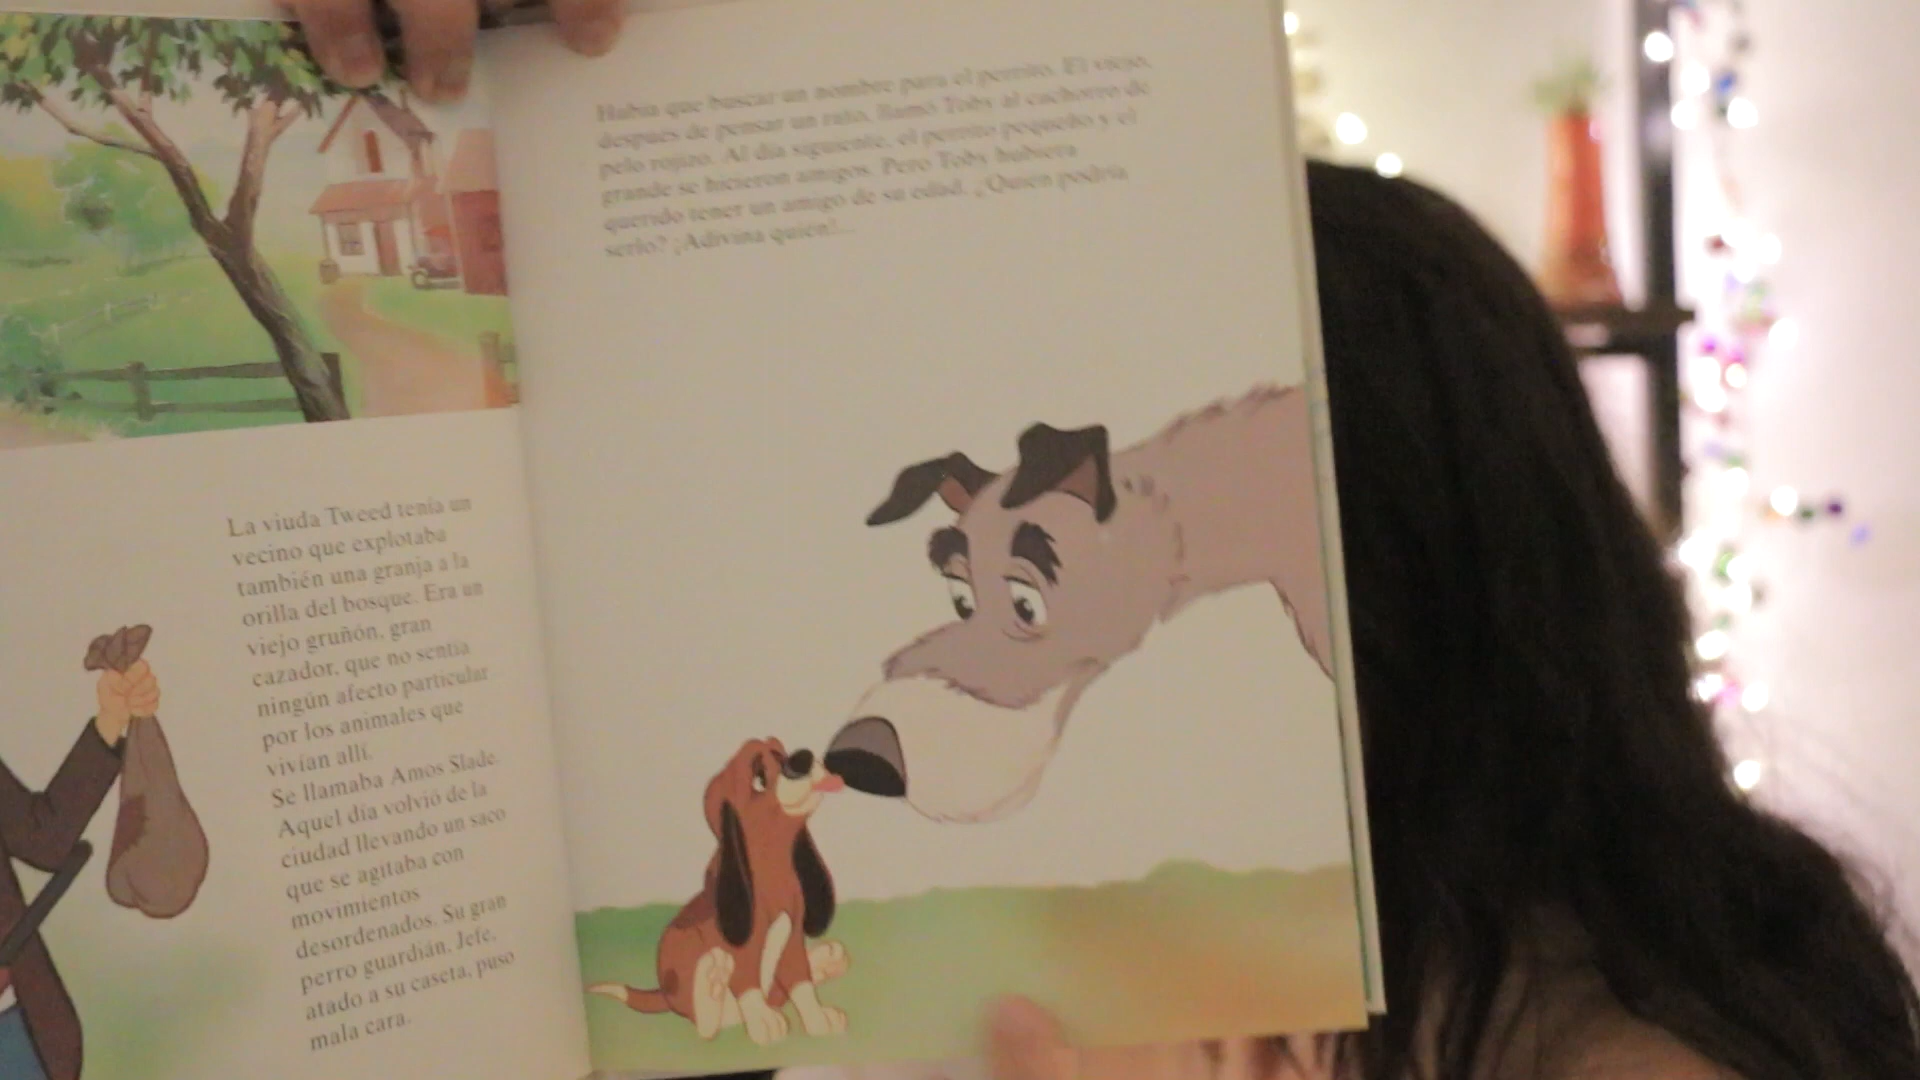 La viuda Tweed tenía un
vecino que explotaba
también una granja a la
orilla del bosque. Era un
viejo gruñón, gran
cazador, que no sentía
ningún afecto particular
por los animales que
vivían allí.
Se llamaba Amos Slade.
Aquel día volvió de la
ciudad llevando un saco
que se agitaba con
movimientos
desordenados. Su gran
perro guardián, Jefe,
atado a su caseta, puso
mala cara.
Había que buscar un nombre para el perrito. El viejo,
después de pensar un rato, llamó Toby al cachorro de
pelo rojizo. Al día siguiente, el perrito pequeño y el
grande se hicieron amigos. Pero Toby hubiera
querido tener un amigo de su edad. ¿Quién podría
serlo? ¡Adivina quién!...